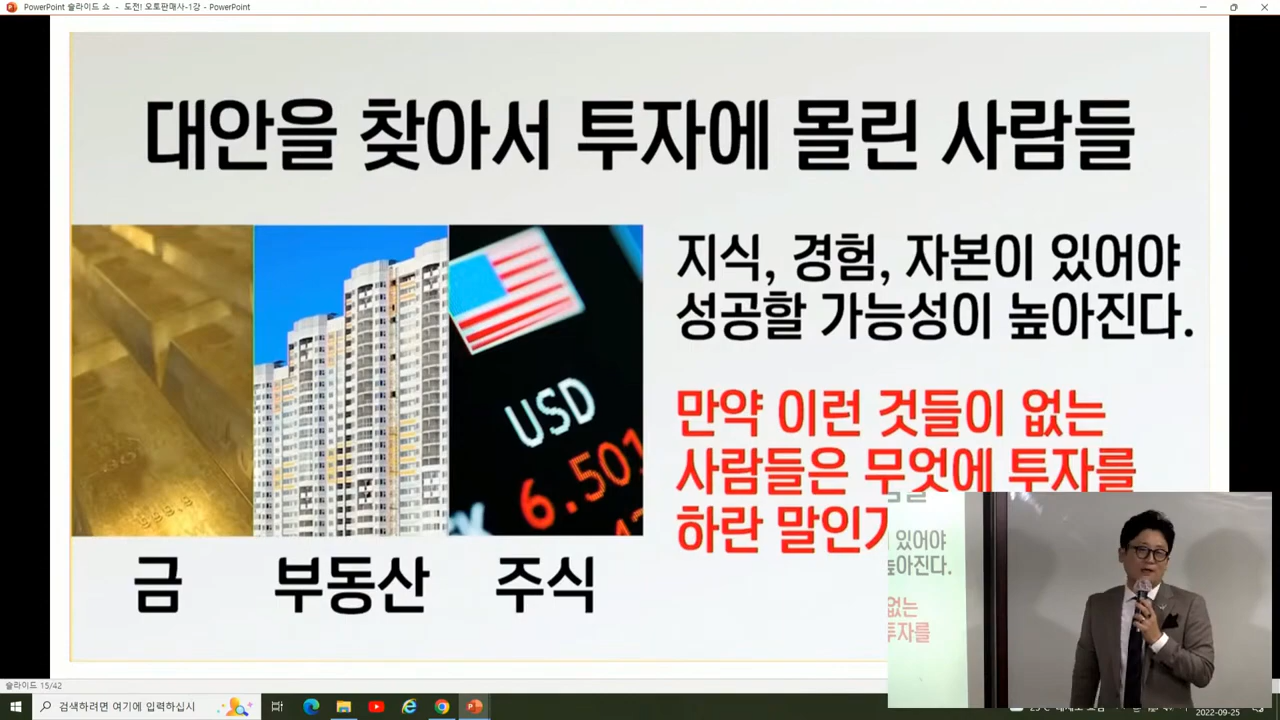 PowerPoint 슬라이드 쇼 - 도전! 오토판매사-1강 - PowerPoint
대안을 찾아서 투자에 몰린 사람들
지식, 경험, 자본이 있어야
성공할 가능성이 높아진다.
만약 이런 것들이 없는
사람들은 무엇에 투자를
하란 말인가
USD
6.501
999.9
금
부동산
주식
있어야
높아진다.
없는
투자를
슬라이드 15/42
검색하려면 여기에 입력하십시
2022-09-25